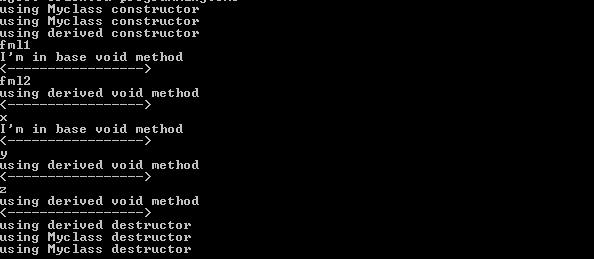 using Myclass constructor
using Myclass constructor
using derived constructor
fml1
I'm in base void method
<----------------->
fml2
using derived void method
<----------------->
x
I'm in base void method
<----------------->
y
using derived void method
<----------------->
z
using derived void method
<----------------->
using derived destructor
using Myclass destructor
using Myclass destructor